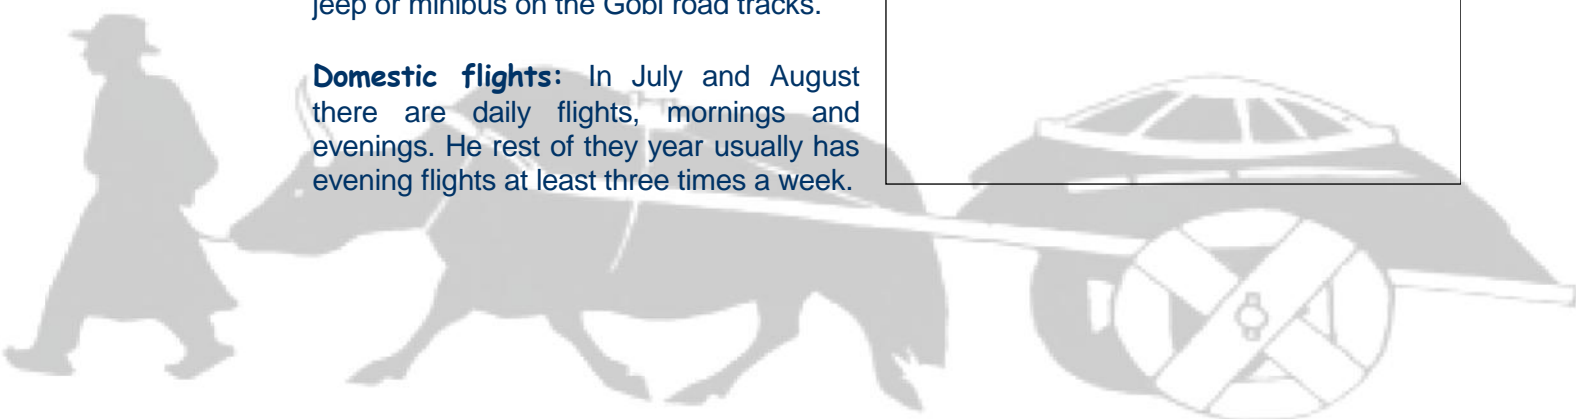 jeep or minibus on the Gobi road tracks.
Domestic flights: In July and August
there are daily flights, mornings and
evenings. He rest of they year usually has
evening flights at least three times a week.